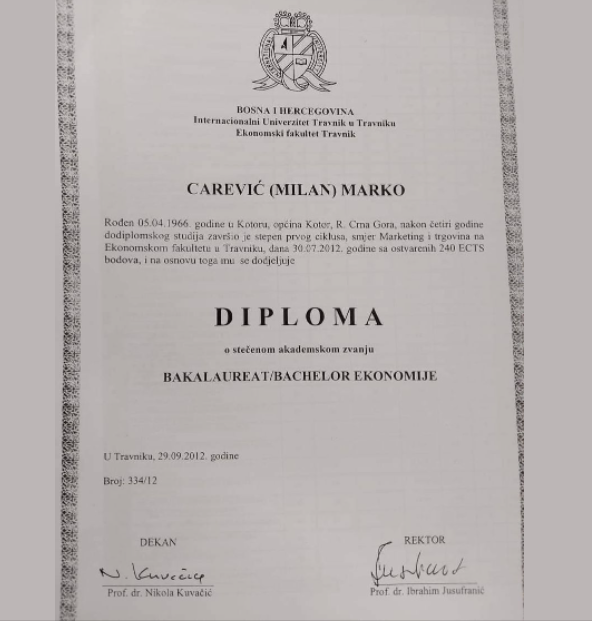 BOSNA I HERCEGOVINA
Internacionalni Univerzitet Travnik u Travniku
Ekonomski fakultet Travnik
CAREVIĆ (MILAN) MARKO
Rođen 05.04.1966. godine u Kotoru, općina Kotor, R. Crna Gora, nakon četiri godine
dodiplomskog studija završio je stepen prvog ciklusa, smjer Marketing i trgovina na
Ekonomskom fakultetu u Travniku, dana 30.07.2012. godine sa ostvarenih 240 ECTS
bodova, i na osnovu toga mu se dodjeljuje
DIPLOMA
o stečenom akademskom zvanju
BAKALAUREAT/BACHELOR EKONOMIJE
U Travniku, 29.09.2012. godine
Broj: 334/12
DEKAN
N. Kuvačić
Prof. dr. Nikola Kuvačić
REKTOR
Prof. dr. Ibrahim Jusufranić